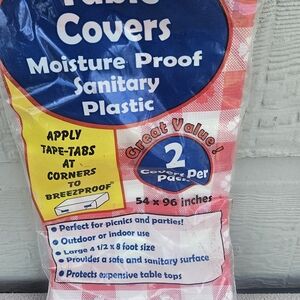 Table
Covers
Moisture Proof
Sanitary
Plastic
APPLY
TAPE-TABS
AT
CORNERS
TO
BREEZPROOF
Great Value!
2
Covers Per
Pack
54 x 96 inches
• Perfect for picnics and parties!
• Outdoor or indoor use
• Large 4 1/2 x 8 foot size
• Provides a safe and sanitary surface
• Protects expensive table tops